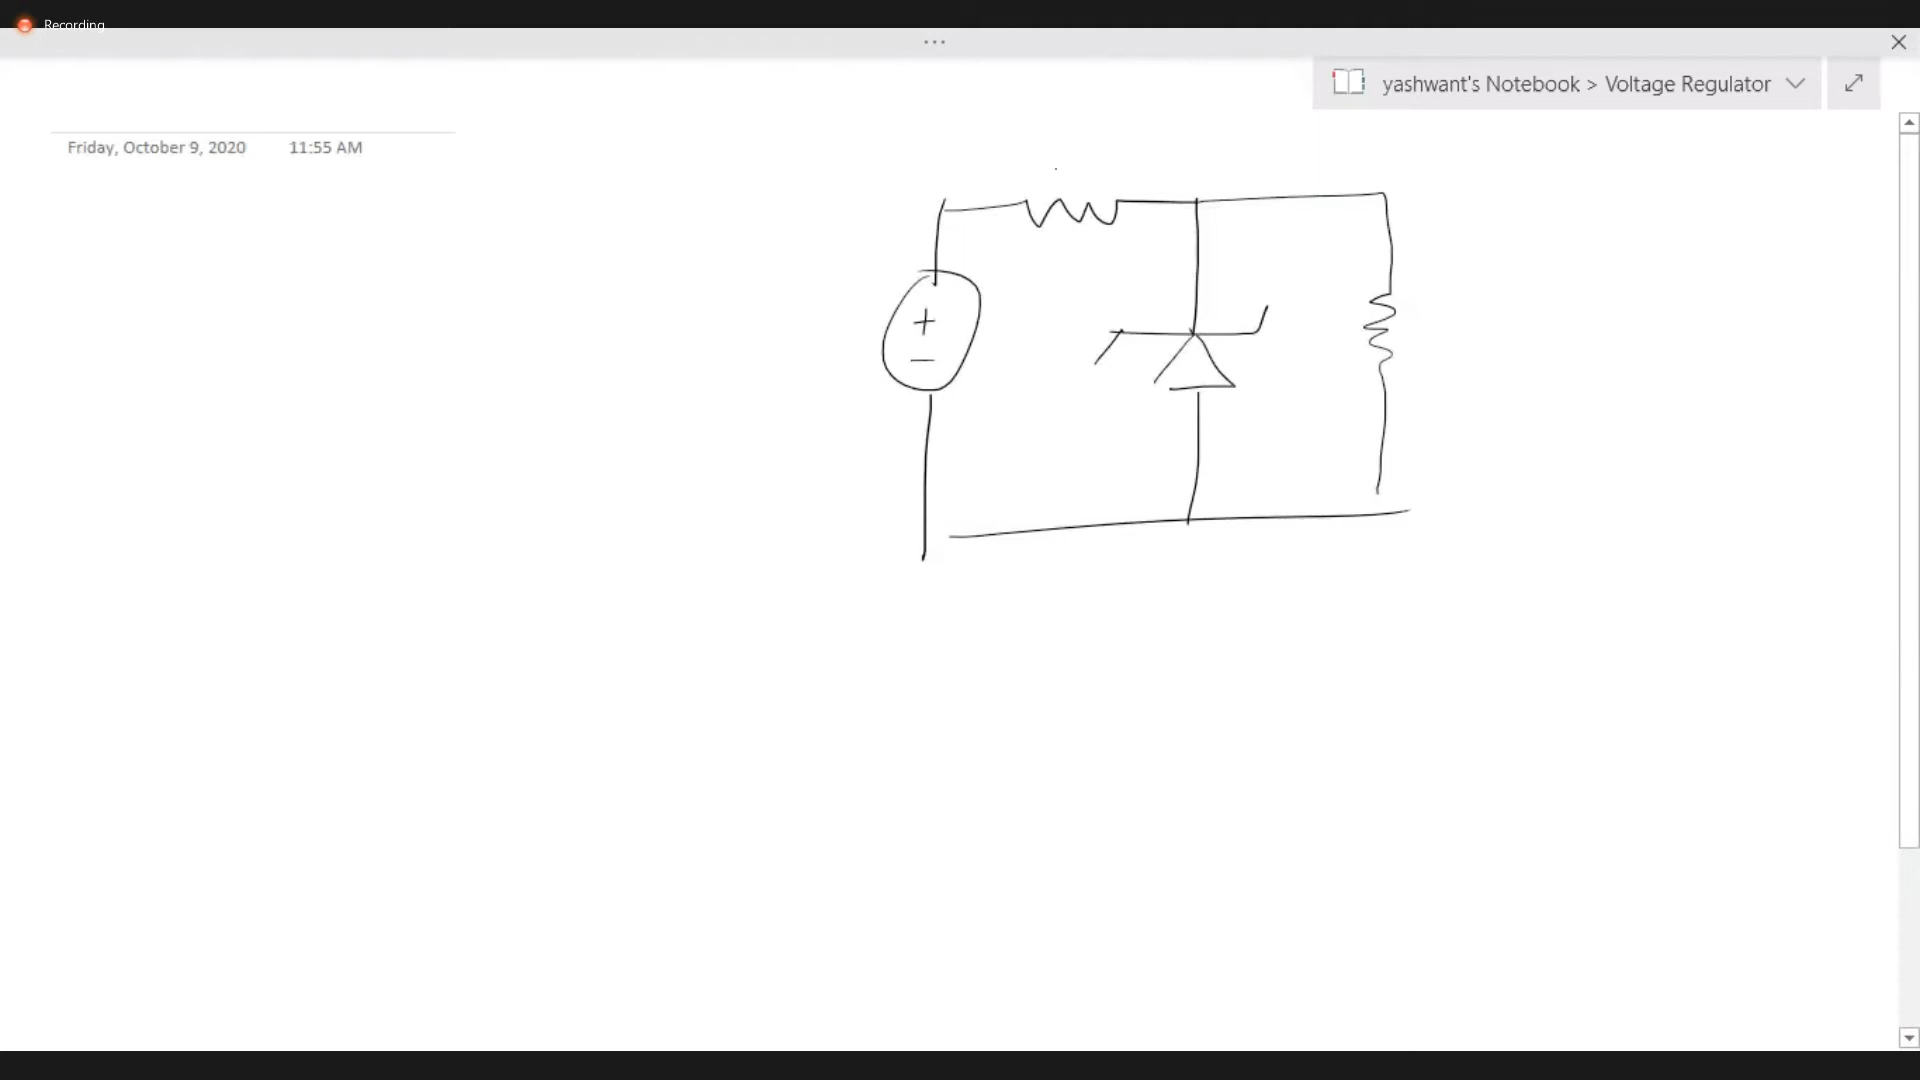 Recording
yashwant's Notebook > Voltage Regulator
Friday, October 9, 2020 11:55 AM
+
−